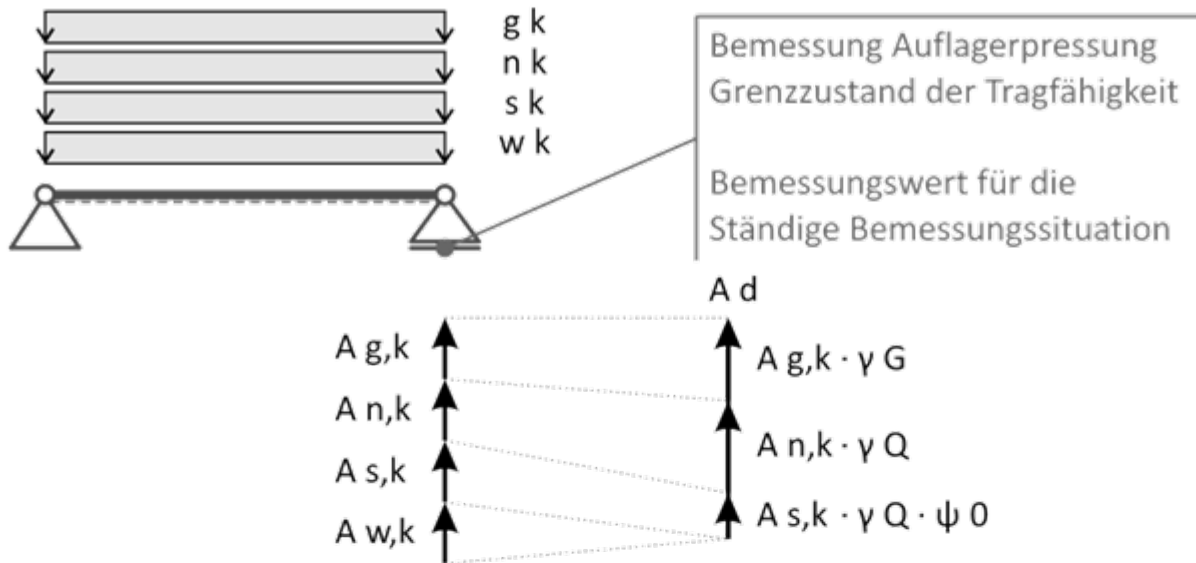 g k
n k
s k
w k
Bemessung Auflagerpressung
Grenzzustand der Tragfähigkeit
Bemessungswert für die
Ständige Bemessungssituation
A d
A g,k
A n,k
A s,k
A w,k
A g,k · γ G
A n,k · γ Q
A s,k · γ Q · ψ 0